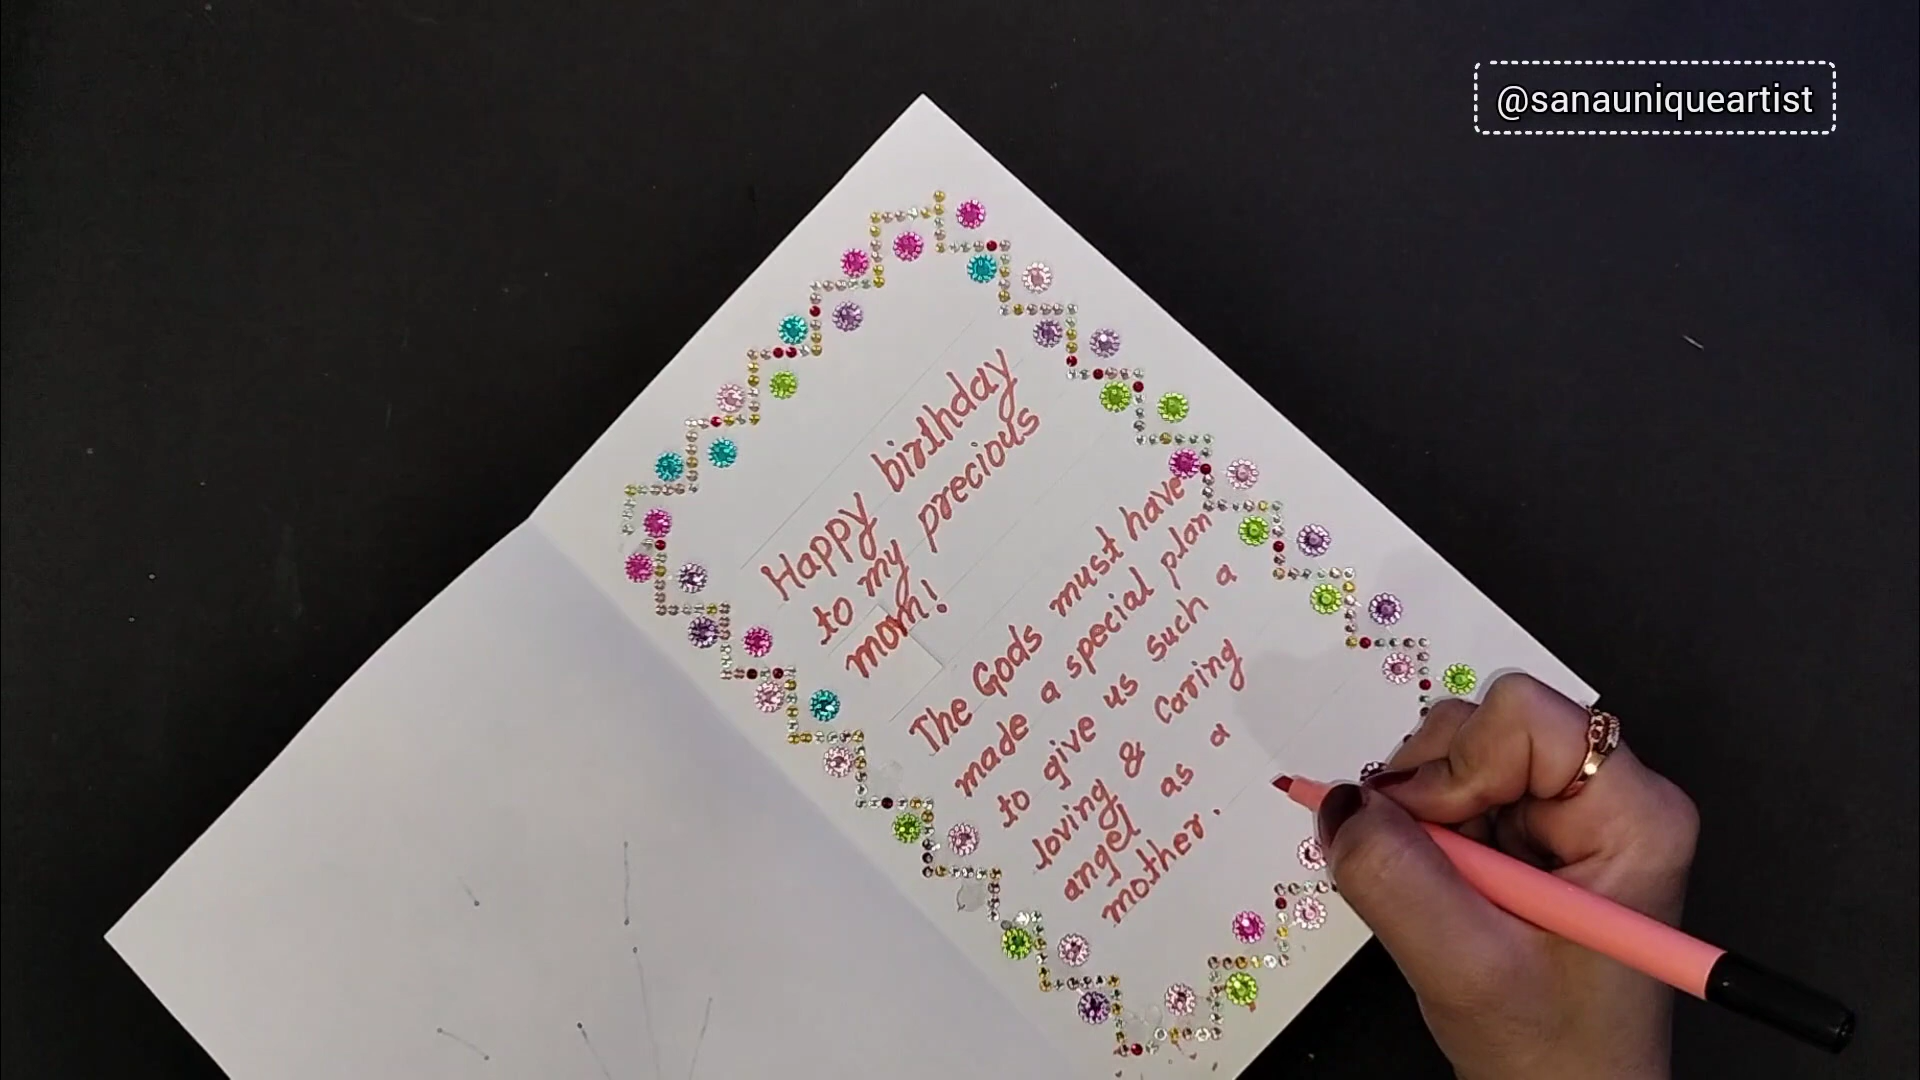 @sanauniqueartist
Happy birthday
to my precious
mom!
The Gods must have
made a special plan
to give us such a
loving & Caring
angel as a
mother.